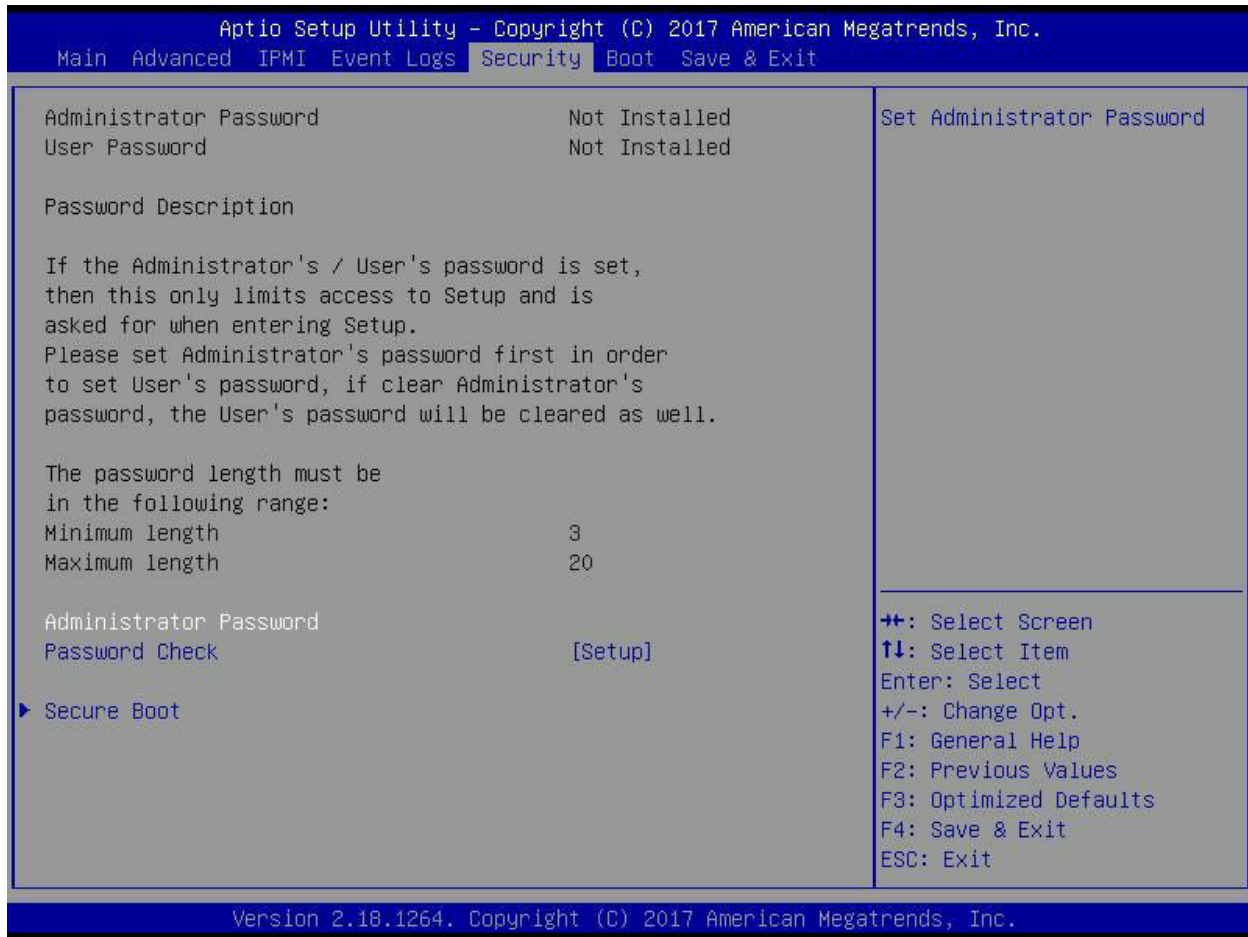 Aptio Setup Utility – Copyright (C) 2017 American Megatrends, Inc.
Main Advanced IPMI Event Logs Security Boot Save & Exit
Administrator Password Not Installed
User Password Not Installed
Password Description
If the Administrator's / User's password is set,
then this only limits access to Setup and is
asked for when entering Setup.
Please set Administrator's password first in order
to set User's password, if clear Administrator's
password, the User's password will be cleared as well.
The password length must be
in the following range:
Minimum length 3
Maximum length 20
Administrator Password
Password Check [Setup]
Secure Boot
Set Administrator Password
→←: Select Screen
↑↓: Select Item
Enter: Select
+/-: Change Opt.
F1: General Help
F2: Previous Values
F3: Optimized Defaults
F4: Save & Exit
ESC: Exit
Version 2.18.1264. Copyright (C) 2017 American Megatrends, Inc.